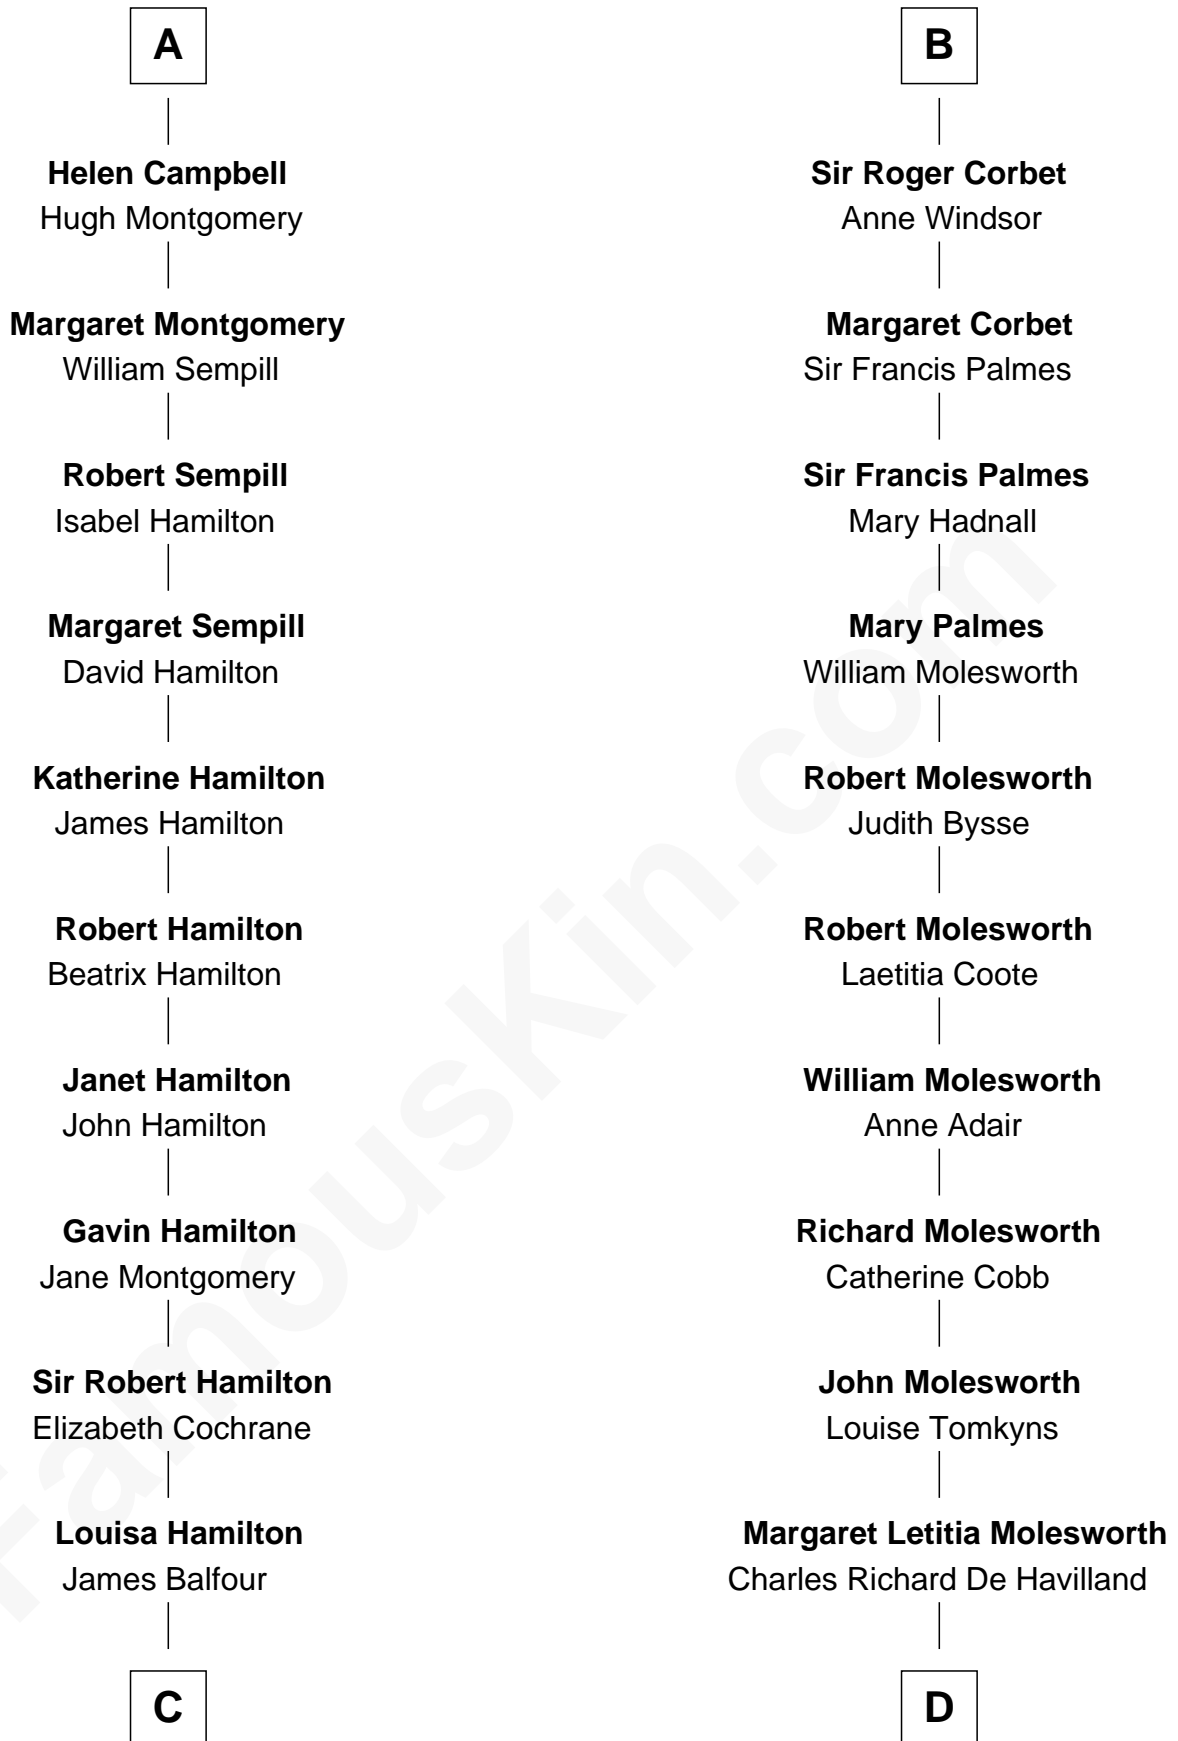 A
Helen Campbell
Hugh Montgomery
Margaret Montgomery
William Sempill
Robert Sempill
Isabel Hamilton
Margaret Sempill
David Hamilton
Katherine Hamilton
James Hamilton
Robert Hamilton
Beatrix Hamilton
Janet Hamilton
John Hamilton
Gavin Hamilton
Jane Montgomery
Sir Robert Hamilton
Elizabeth Cochrane
Louisa Hamilton
James Balfour
C
B
Sir Roger Corbet
Anne Windsor
Margaret Corbet
Sir Francis Palmes
Sir Francis Palmes
Mary Hadnall
Mary Palmes
William Molesworth
Robert Molesworth
Judith Bysse
Robert Molesworth
Laetitia Coote
William Molesworth
Anne Adair
Richard Molesworth
Catherine Cobb
John Molesworth
Louise Tomkyns
Margaret Letitia Molesworth
Charles Richard De Havilland
D
FamousKin.com